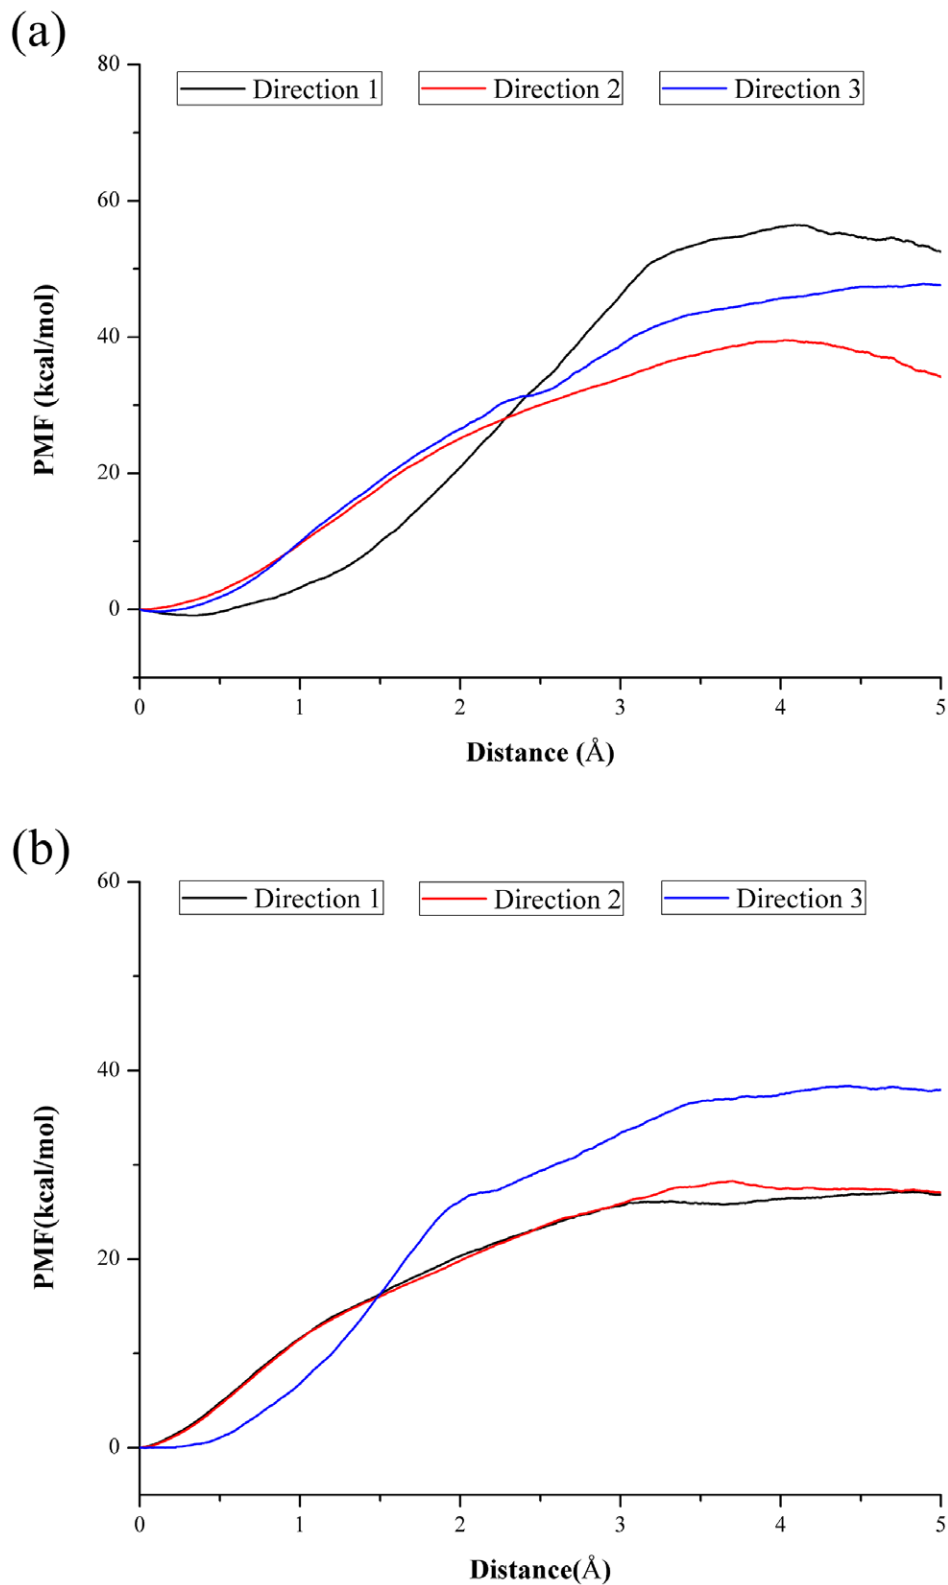 (a)
80
Direction 1 Direction 2 Direction 3
60
40
20
0
PMF (kcal/mol)
0 1 2 3 4 5
Distance (Å)
(b)
60
Direction 1 Direction 2 Direction 3
40
20
0
PMF(kcal/mol)
0 1 2 3 4 5
Distance(Å)